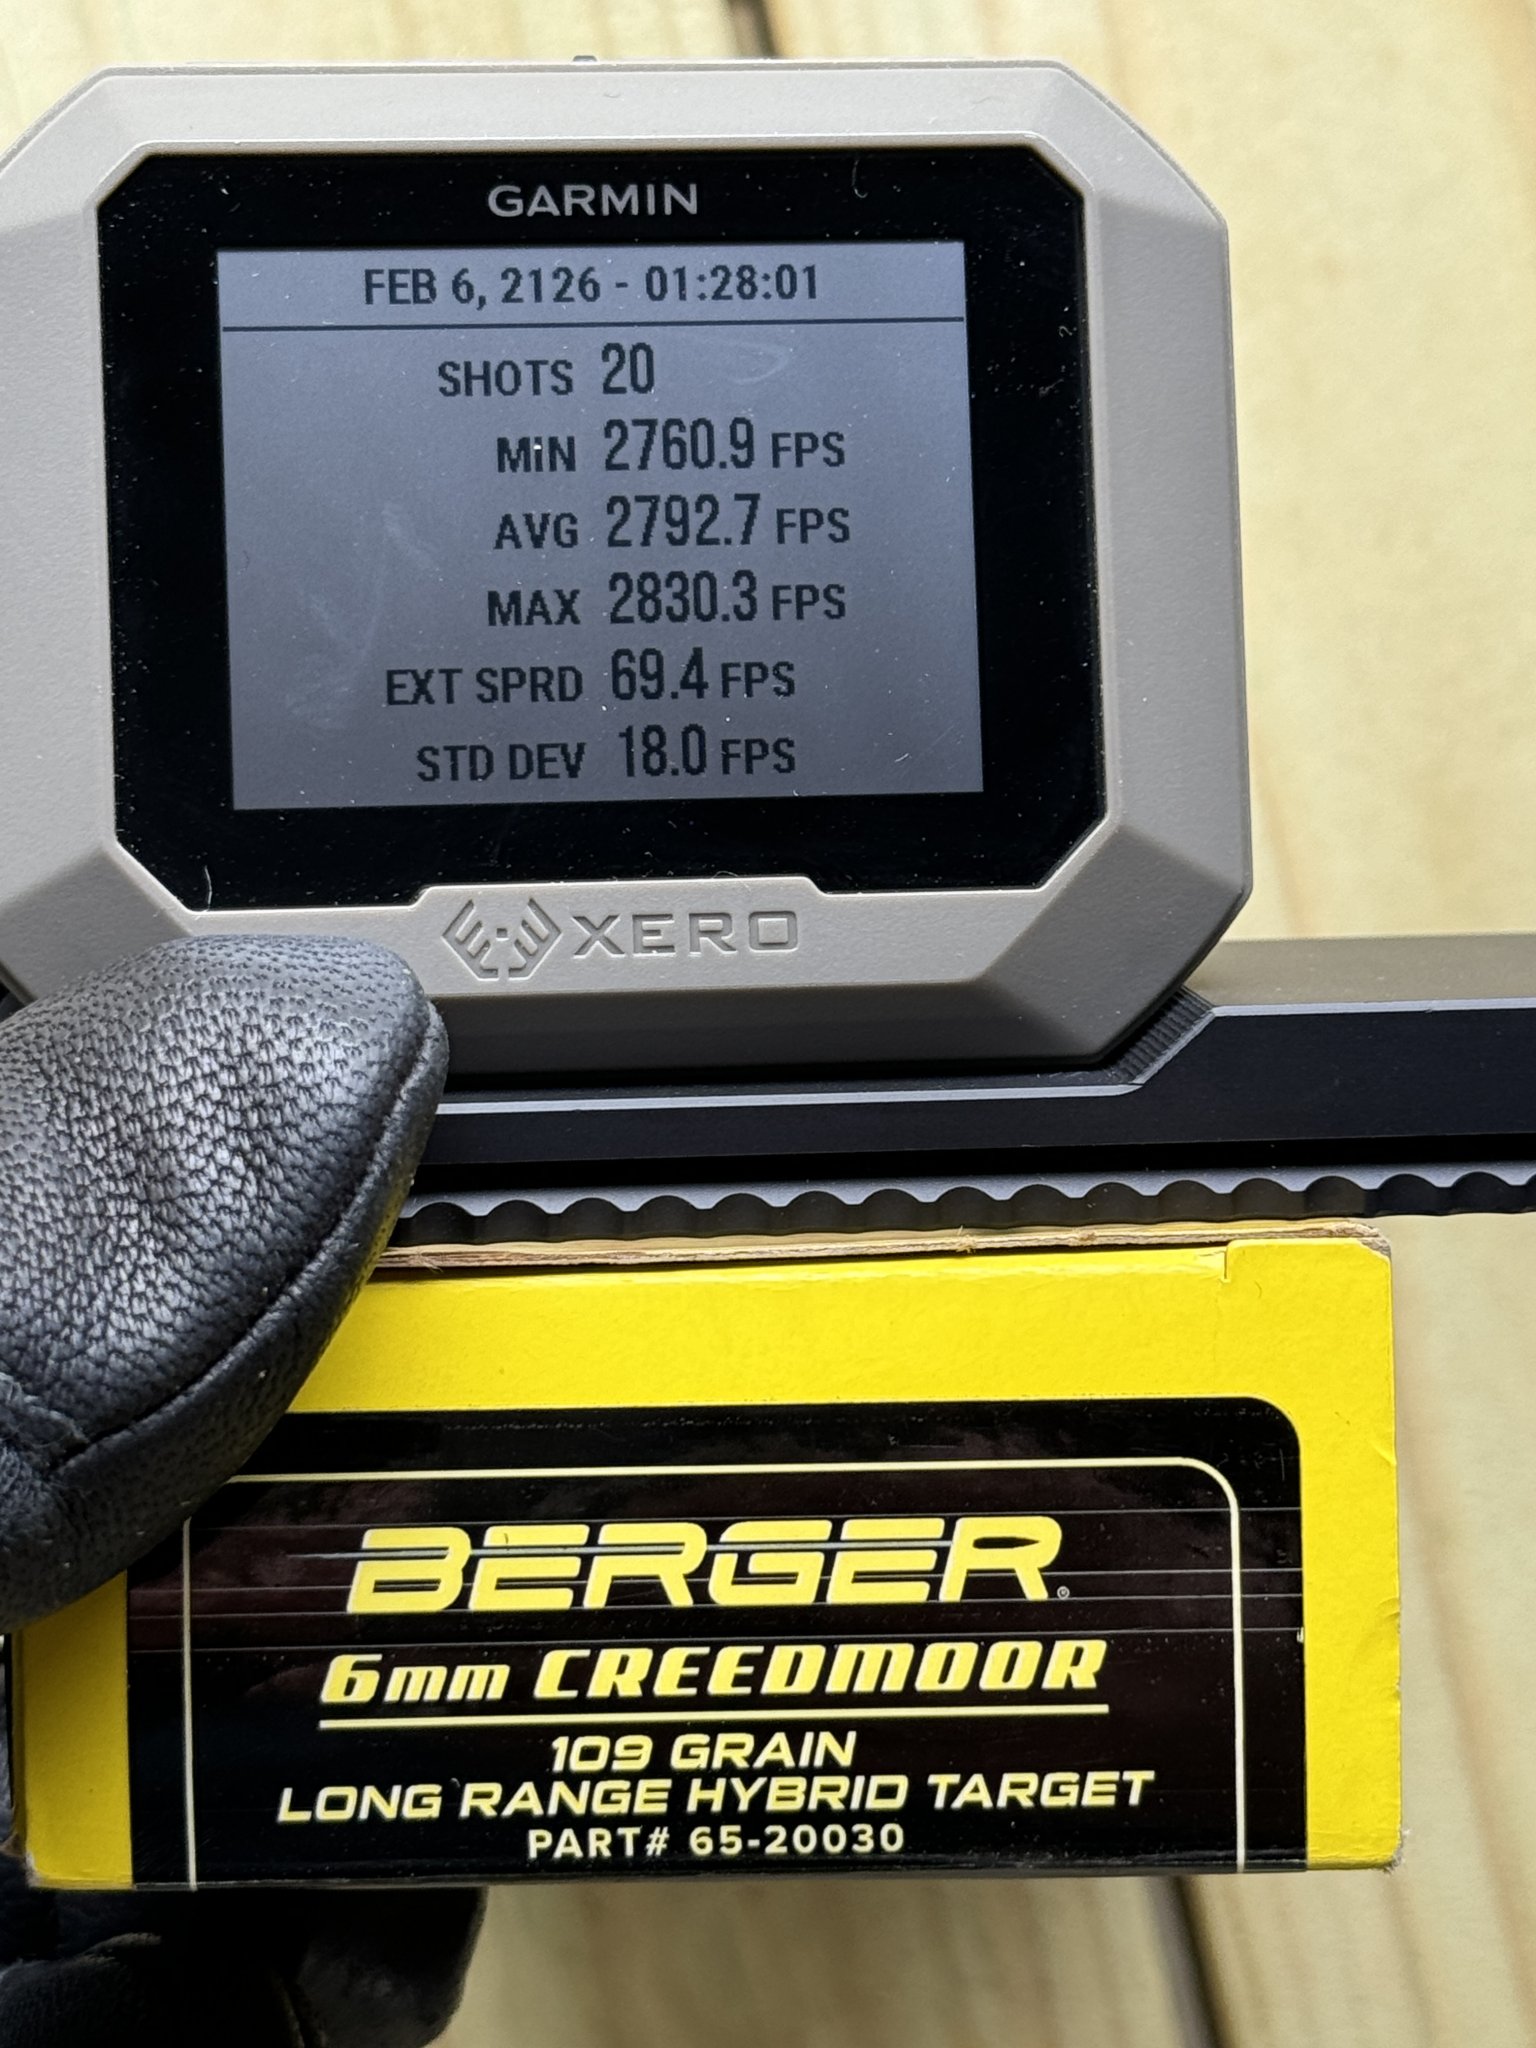 GARMIN
FEB 6, 2126 - 01:28:01
SHOTS 20
MIN 2760.9 FPS
AVG 2792.7 FPS
MAX 2830.3 FPS
EXT SPRD 69.4 FPS
STD DEV 18.0 FPS
XERO
BERGER®
6mm CREEDMOOR
109 GRAIN
LONG RANGE HYBRID TARGET
PART# 65-20030